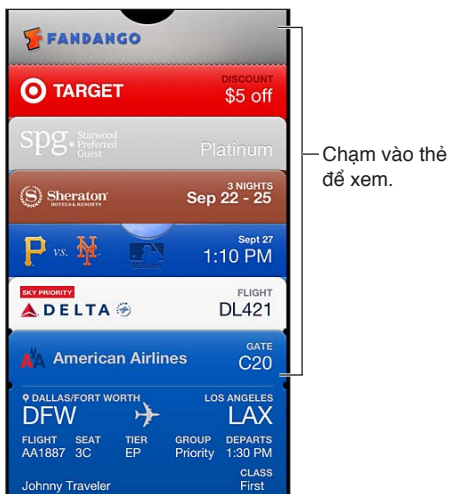 FANDANGO
TARGET
DISCOUNT
$5 off
spg. Starwood
Preferred
Guest
Platinum
Sheraton
HOTELS & RESORTS
3 NIGHTS
Sep 22 - 25
P vs. NY
Sept 27
1:10 PM
SKY PRIORITY
DELTA
FLIGHT
DL421
AA American Airlines
GATE
C20
DALLAS/FORT WORTH LOS ANGELES
DFW LAX
FLIGHT SEAT TIER GROUP DEPARTS
AA1887 3C EP Priority 1:30 PM
Johnny Traveler
CLASS
First
Chạm vào thẻ
để xem.